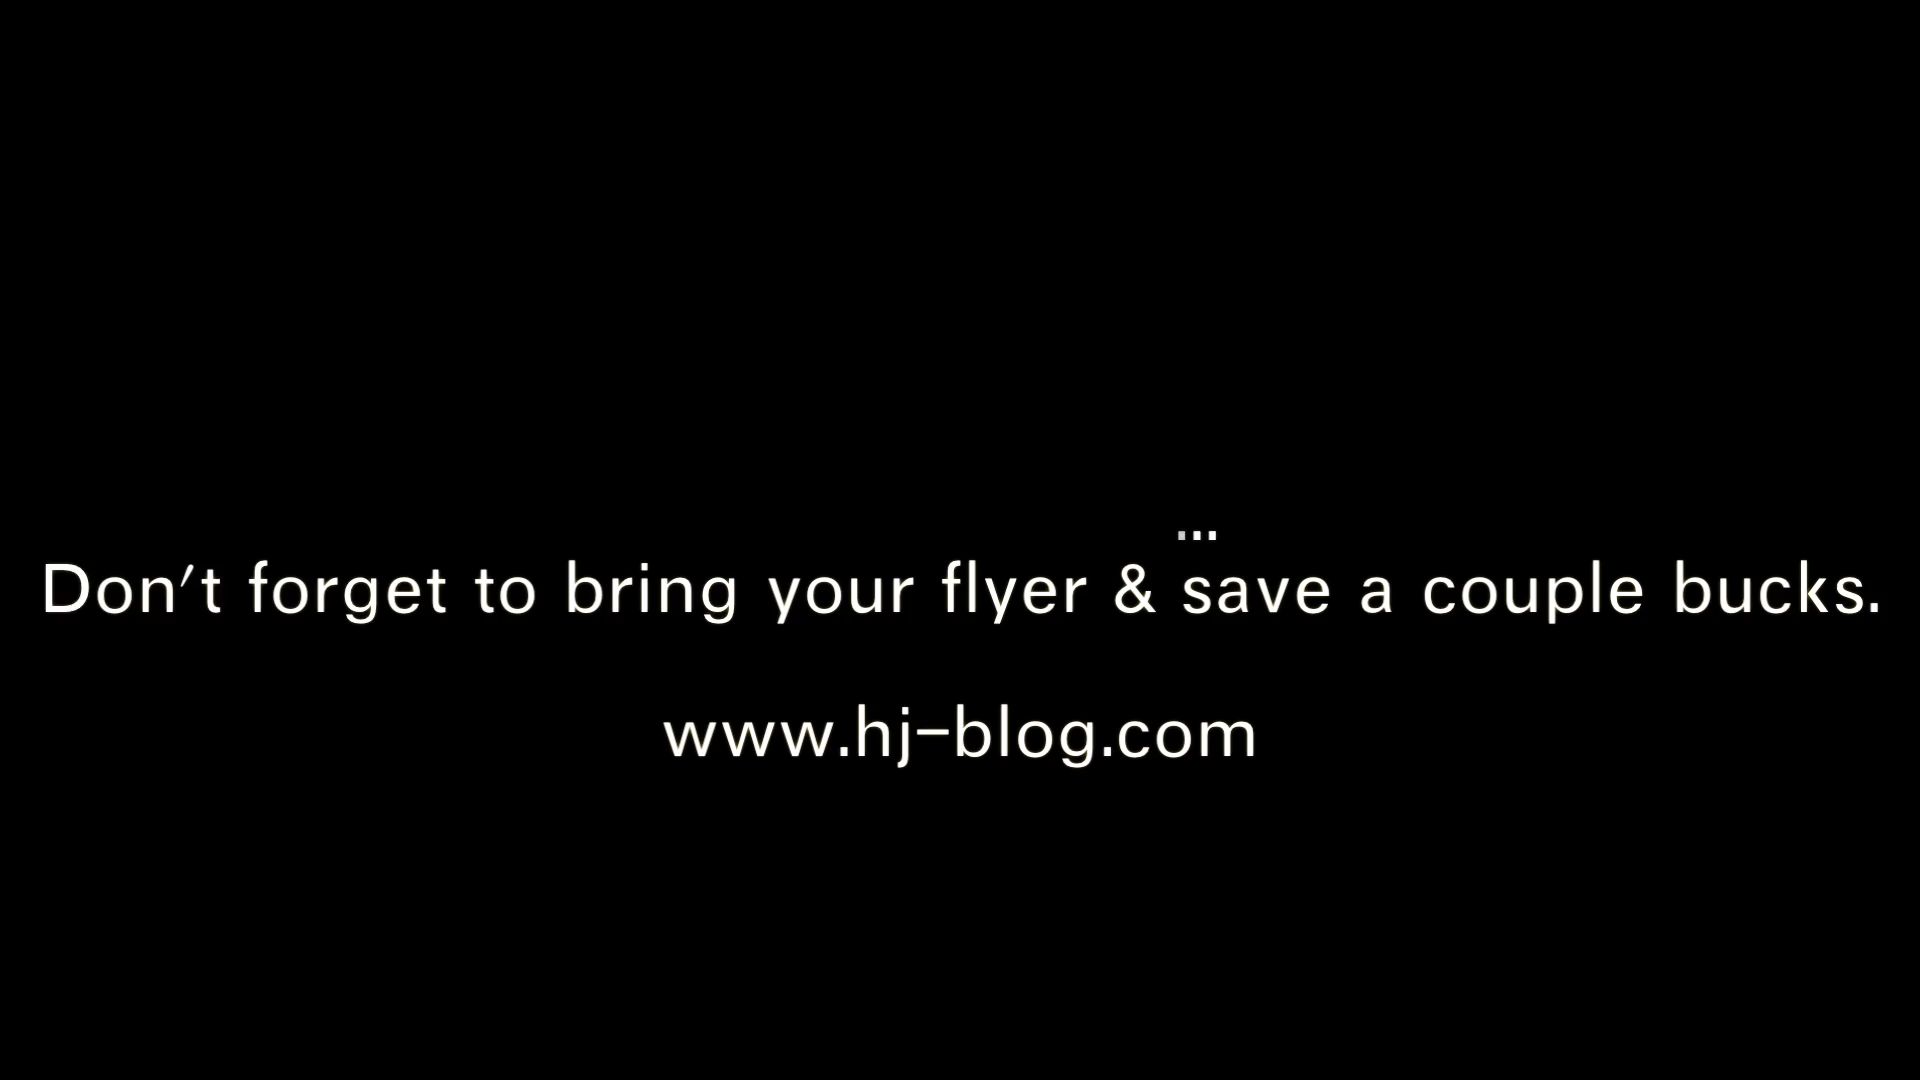 ...
Don't forget to bring your flyer & save a couple bucks.
www.hj-blog.com